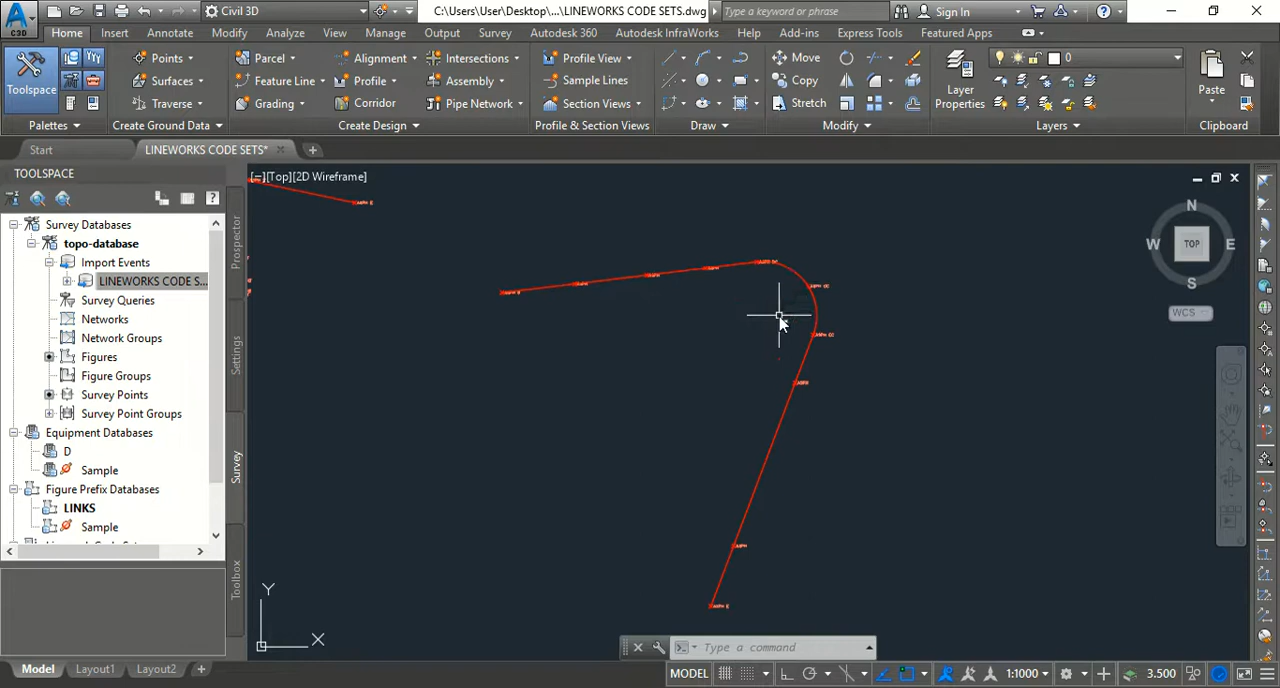 Civil 3D
C:\Users\User\Desktop\...\LINEWORKS CODE SETS.dwg
Type a keyword or phrase
Sign In
C3D
Home Insert Annotate Modify Analyze View Manage Output Survey Autodesk 360 Autodesk InfraWorks Help Add-ins Express Tools Featured Apps
Toolspace
Points
Surfaces
Traverse
Parcel
Feature Line
Grading
Alignment
Profile
Corridor
Intersections
Assembly
Pipe Network
Profile View
Sample Lines
Section Views
Move
Copy
Stretch
Layer
Properties
0
Paste
Palettes Create Ground Data Create Design Profile & Section Views Draw Modify Layers Clipboard
Start LINEWORKS CODE SETS*
TOOLSPACE
[−][Top][2D Wireframe]
Survey Databases
topo-database
Import Events
LINEWORKS CODE S...
Survey Queries
Networks
Network Groups
Figures
Figure Groups
Survey Points
Survey Point Groups
Equipment Databases
D
Sample
Figure Prefix Databases
LINKS
Sample
Prospector
Settings
Survey
Toolbox
N
W TOP E
S
WCS
Y
X
Type a command
Model Layout1 Layout2
MODEL 1:1000 3.500